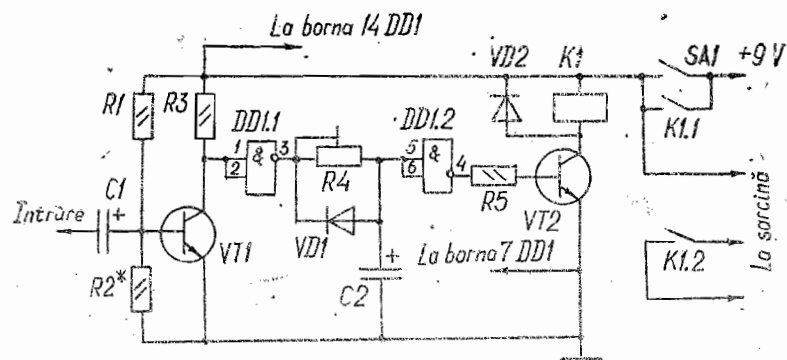 La borna 14 DD1
VD2
K1
SA1
+9 V
R1
R3
DD1.1
DD1.2
K1.1
1
&
3
2
5
&
4
6
R4
R5
C1
+
Intrare
VT1
VD1
VT2
R2*
+
C2
La borna 7 DD1
K1.2
La sarcină